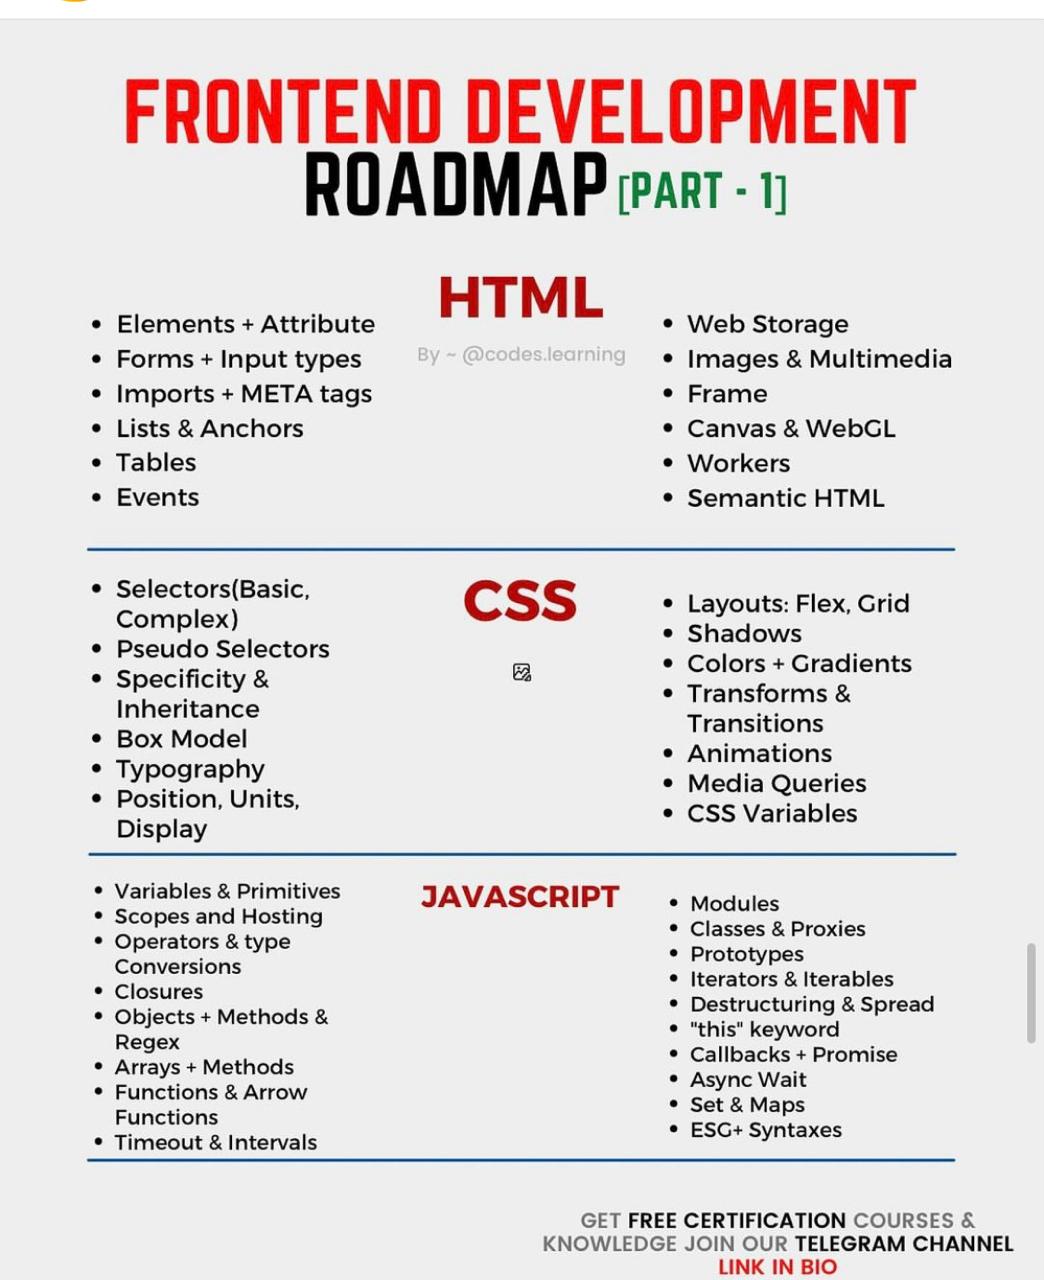 FRONTEND DEVELOPMENT
ROADMAP [PART - 1]
HTML
By ~ @codes.learning
• Elements + Attribute
• Forms + Input types
• Imports + META tags
• Lists & Anchors
• Tables
• Events
• Web Storage
• Images & Multimedia
• Frame
• Canvas & WebGL
• Workers
• Semantic HTML
CSS
• Selectors(Basic,
Complex)
• Pseudo Selectors
• Specificity &
Inheritance
• Box Model
• Typography
• Position, Units,
Display
• Layouts: Flex, Grid
• Shadows
• Colors + Gradients
• Transforms &
Transitions
• Animations
• Media Queries
• CSS Variables
JAVASCRIPT
• Variables & Primitives
• Scopes and Hosting
• Operators & type
Conversions
• Closures
• Objects + Methods &
Regex
• Arrays + Methods
• Functions & Arrow
Functions
• Timeout & Intervals
• Modules
• Classes & Proxies
• Prototypes
• Iterators & Iterables
• Destructuring & Spread
• "this" keyword
• Callbacks + Promise
• Async Wait
• Set & Maps
• ESG+ Syntaxes
GET FREE CERTIFICATION COURSES &
KNOWLEDGE JOIN OUR TELEGRAM CHANNEL
LINK IN BIO